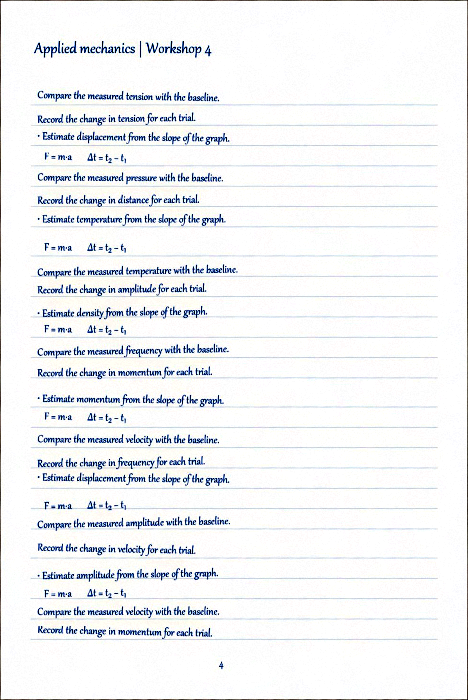 Applied mechanics | Workshop 4
Compare the measured tension with the baseline.
Record the change in tension for each trial.
• Estimate displacement from the slope of the graph.
F = m·a Δt = t₂ − t₁
Compare the measured pressure with the baseline.
Record the change in distance for each trial.
• Estimate temperature from the slope of the graph.
F = m·a Δt = t₂ − t₁
Compare the measured temperature with the baseline.
Record the change in amplitude for each trial.
• Estimate density from the slope of the graph.
F = m·a Δt = t₂ − t₁
Compare the measured frequency with the baseline.
Record the change in momentum for each trial.
• Estimate momentum from the slope of the graph.
F = m·a Δt = t₂ − t₁
Compare the measured velocity with the baseline.
Record the change in frequency for each trial.
• Estimate displacement from the slope of the graph.
F = m·a Δt = t₂ − t₁
Compare the measured amplitude with the baseline.
Record the change in velocity for each trial.
• Estimate amplitude from the slope of the graph.
F = m·a Δt = t₂ − t₁
Compare the measured velocity with the baseline.
Record the change in momentum for each trial.
4